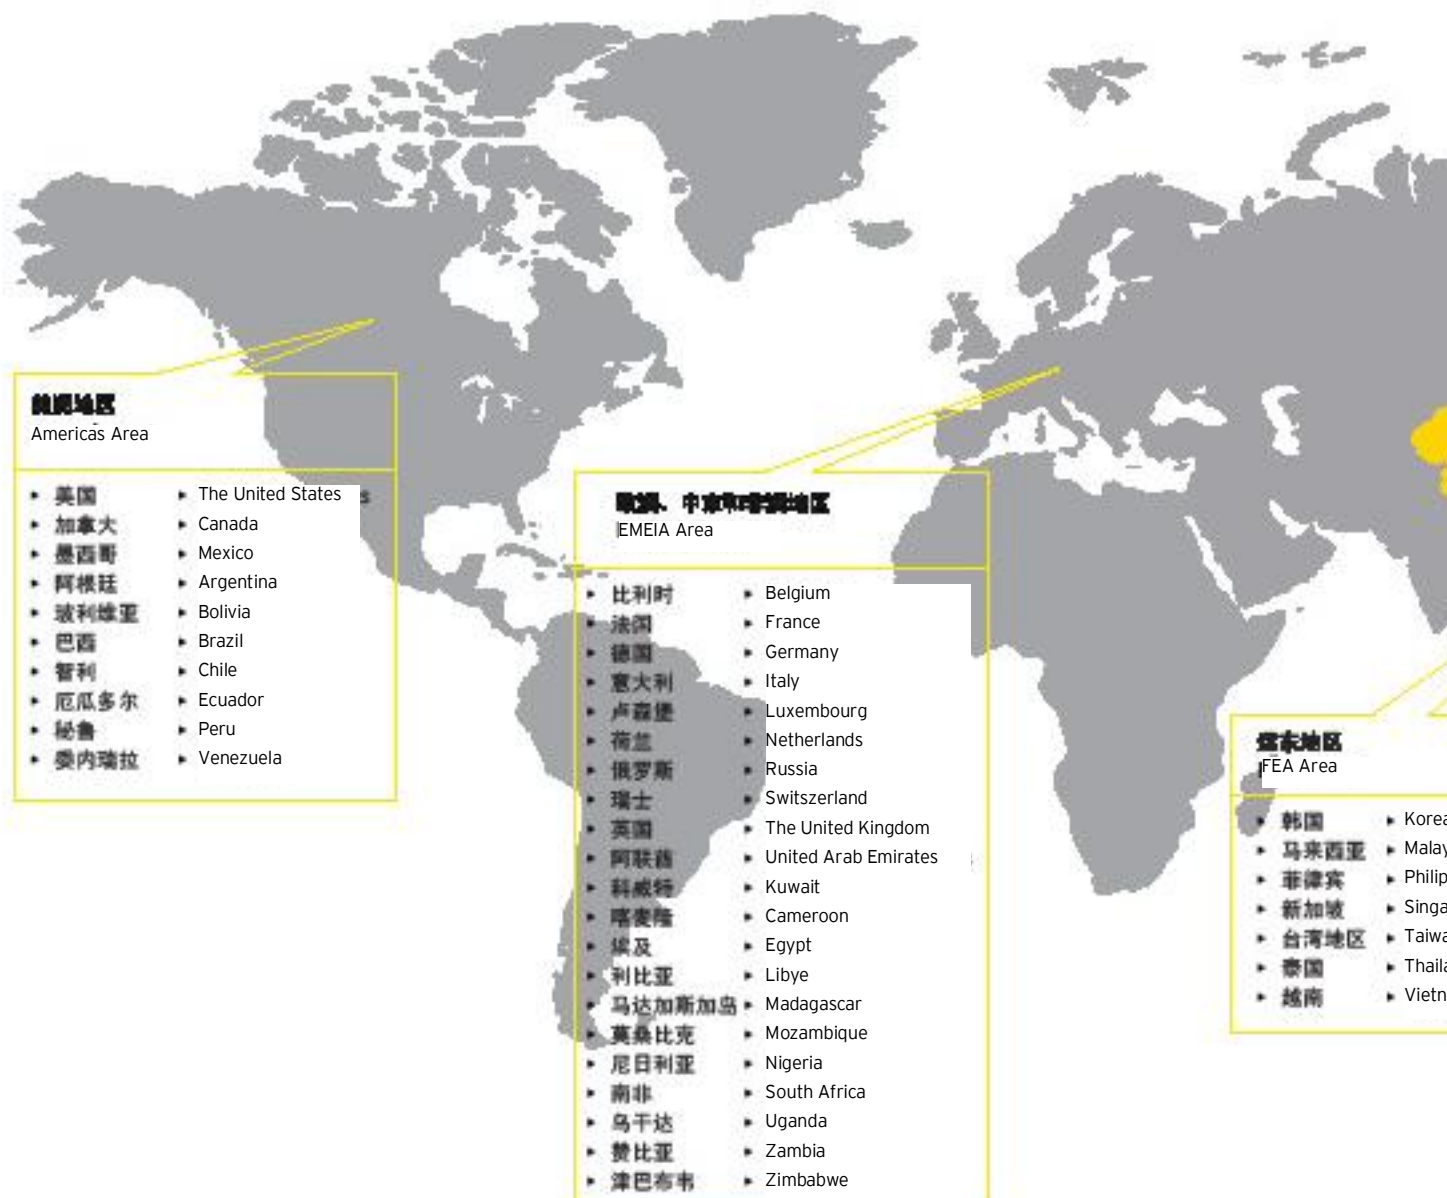 美洲地区
Americas Area
美国 The United States
加拿大 Canada
墨西哥 Mexico
阿根廷 Argentina
玻利维亚 Bolivia
巴西 Brazil
智利 Chile
厄瓜多尔 Ecuador
秘鲁 Peru
委内瑞拉 Venezuela
EMEIA Area
比利时 Belgium
法国 France
德国 Germany
意大利 Italy
卢森堡 Luxembourg
荷兰 Netherlands
俄罗斯 Russia
瑞士 Switszerland
英国 The United Kingdom
阿联酋 United Arab Emirates
科威特 Kuwait
喀麦隆 Cameroon
埃及 Egypt
利比亚 Libye
马达加斯加岛 Madagascar
莫桑比克 Mozambique
尼日利亚 Nigeria
南非 South Africa
乌干达 Uganda
赞比亚 Zambia
津巴布韦 Zimbabwe
远东地区
FEA Area
韩国 Korea
马来西亚 Malay
菲律宾 Philip
新加坡 Singa
台湾地区 Taiwa
泰国 Thaila
越南 Vietn